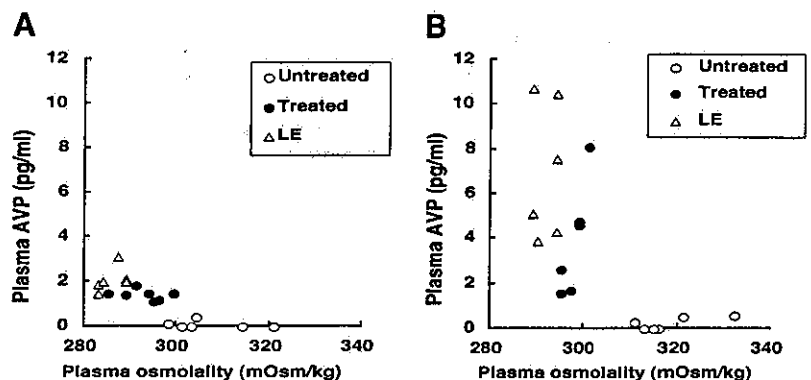 A
12
10
8
6
4
2
0
Plasma AVP (pg/ml)
Untreated
Treated
LE
280
300
320
340
Plasma osmolality (mOsm/kg)
B
12
10
8
6
4
2
0
Plasma AVP (pg/ml)
Untreated
Treated
LE
280
300
320
340
Plasma osmolality (mOsm/kg)